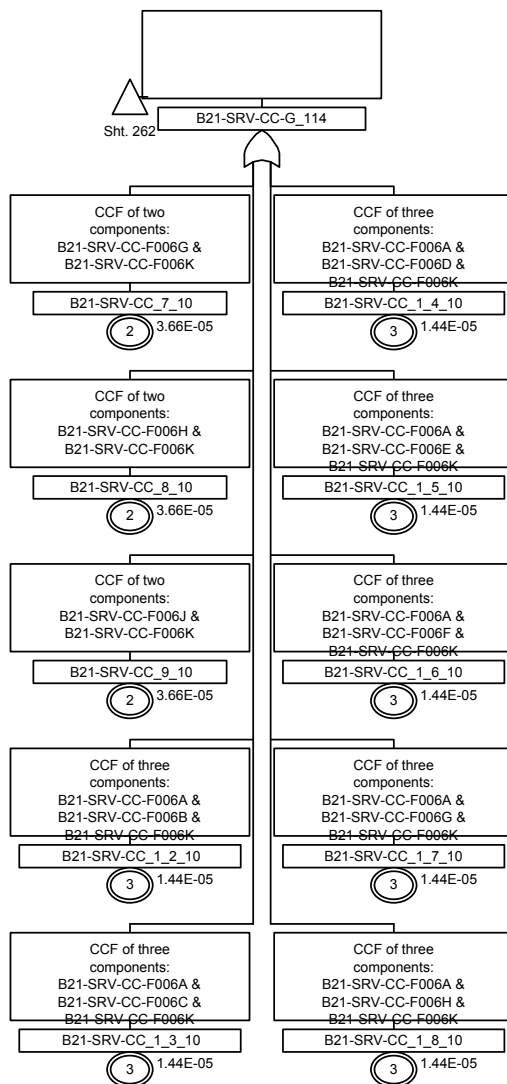 Sht. 262
B21-SRV-CC-G_114
CCF of two
components:
B21-SRV-CC-F006G &
B21-SRV-CC-F006K
B21-SRV-CC_7_10
2
3.66E-05
CCF of three
components:
B21-SRV-CC-F006A &
B21-SRV-CC-F006D &
B21-SRV-CC-F006K
B21-SRV-CC_1_4_10
3
1.44E-05
CCF of two
components:
B21-SRV-CC-F006H &
B21-SRV-CC-F006K
B21-SRV-CC_8_10
2
3.66E-05
CCF of three
components:
B21-SRV-CC-F006A &
B21-SRV-CC-F006E &
B21-SRV-CC-F006K
B21-SRV-CC_1_5_10
3
1.44E-05
CCF of two
components:
B21-SRV-CC-F006J &
B21-SRV-CC-F006K
B21-SRV-CC_9_10
2
3.66E-05
CCF of three
components:
B21-SRV-CC-F006A &
B21-SRV-CC-F006F &
B21-SRV-CC-F006K
B21-SRV-CC_1_6_10
3
1.44E-05
CCF of three
components:
B21-SRV-CC-F006A &
B21-SRV-CC-F006B &
B21-SRV-CC-F006K
B21-SRV-CC_1_2_10
3
1.44E-05
CCF of three
components:
B21-SRV-CC-F006A &
B21-SRV-CC-F006G &
B21-SRV-CC-F006K
B21-SRV-CC_1_7_10
3
1.44E-05
CCF of three
components:
B21-SRV-CC-F006A &
B21-SRV-CC-F006C &
B21-SRV-CC-F006K
B21-SRV-CC_1_3_10
3
1.44E-05
CCF of three
components:
B21-SRV-CC-F006A &
B21-SRV-CC-F006H &
B21-SRV-CC-F006K
B21-SRV-CC_1_8_10
3
1.44E-05